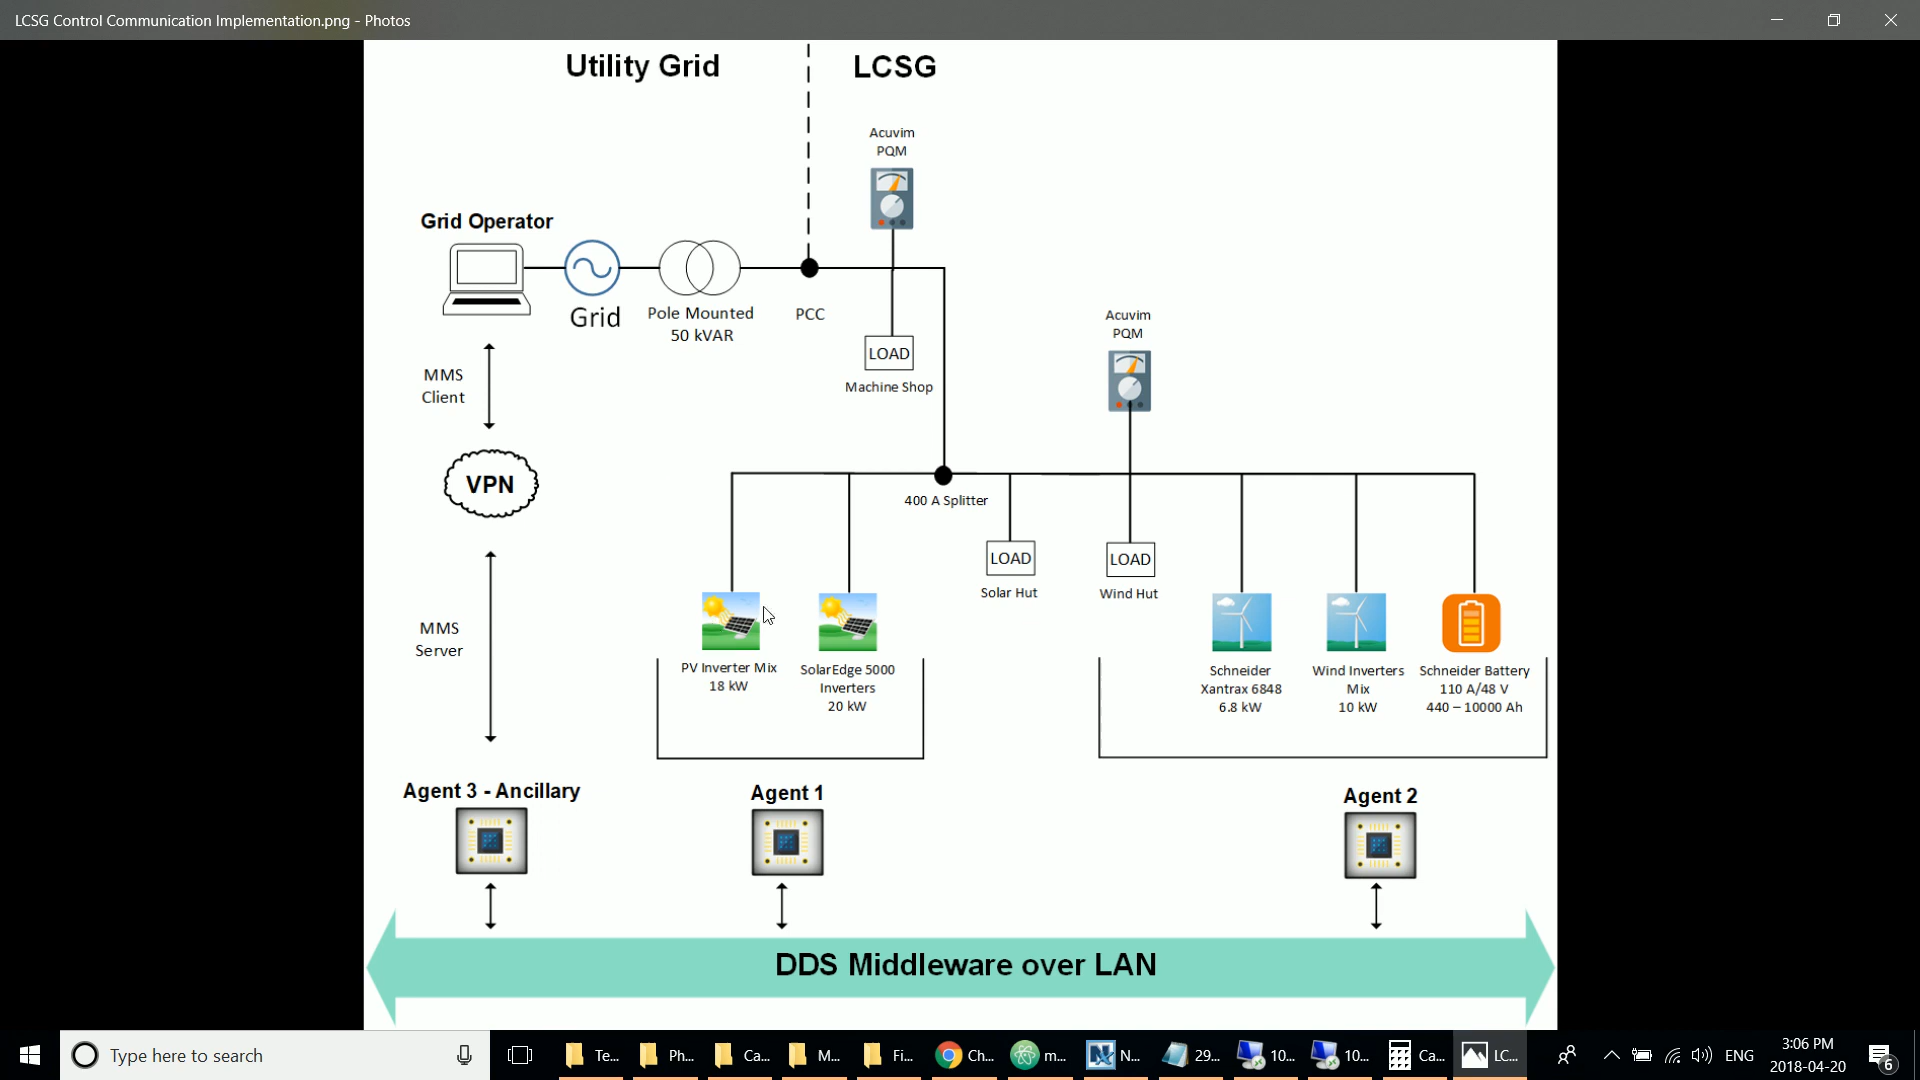 LCSG Control Communication Implementation.png - Photos
Utility Grid
LCSG
Acuvim
PQM
Grid Operator
Grid
Pole Mounted
50 kVAR
PCC
LOAD
Machine Shop
Acuvim
PQM
MMS
Client
VPN
400 A Splitter
LOAD
Solar Hut
LOAD
Wind Hut
MMS
Server
PV Inverter Mix
18 kW
SolarEdge 5000
Inverters
20 kW
Schneider
Xantrax 6848
6.8 kW
Wind Inverters
Mix
10 kW
Schneider Battery
110 A/48 V
440 – 10000 Ah
Agent 3 - Ancillary
Agent 1
Agent 2
DDS Middleware over LAN
Type here to search
Te...
Ph...
Ca...
M...
Fi...
Ch...
m...
N...
29...
10...
10...
Ca...
LC...
ENG
3:06 PM
2018-04-20
6